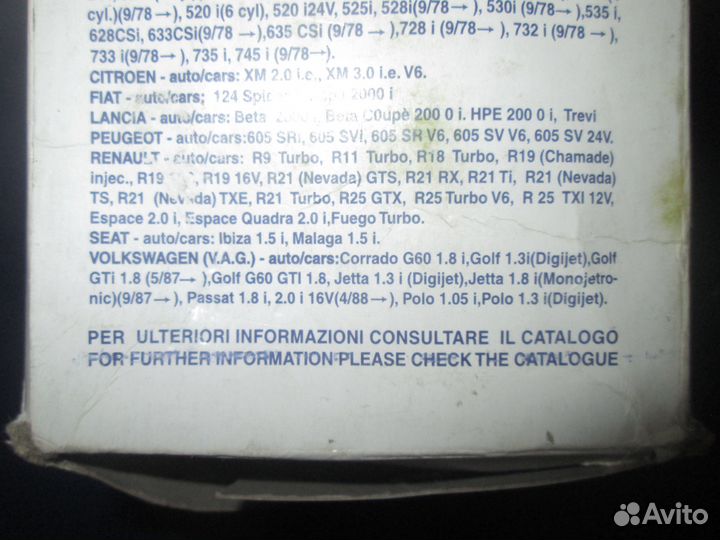 cyl.)(9/78→), 520 i(6 cyl), 520 i24V, 525i, 528i(9/78→), 530i (9/78→),535 i,
628CSi, 633CSi(9/78→),635 CSi (9/78→),728 i (9/78→), 732 i (9/78→),
733 i(9/78→), 735 i, 745 i (9/78→).
CITROEN - auto/cars: XM 2.0 i.e., XM 3.0 i.e. V6.
FIAT - auto/cars: 124 2000 i
LANCIA - auto/cars: Beta i, Beta C0upè 200 0 i. HPE 200 0 i, Trevi
PEUGEOT - auto/cars:605 SRi, 605 SVi, 605 SR V6, 605 SV V6, 605 SV 24V.
RENAULT - auto/cars: R9 Turbo, R11 Turbo, R18 Turbo, R19 (Chamade)
injec., R19 R19 16V, R21 (Nevada) GTS, R21 RX, R21 Ti, R21 (Nevada)
TS, R21 (Nevada) TXE, R21 Turbo, R25 GTX, R25 Turbo V6, R 25 TXI 12V,
Espace 2.0 i, Espace Quadra 2.0 i,Fuego Turbo.
SEAT - auto/cars: Ibiza 1.5 i, Malaga 1.5 i.
VOLKSWAGEN (V.A.G.) - auto/cars:Corrado G60 1.8 i,Golf 1.3i(Digijet),Golf
GTi 1.8 (5/87→),Golf G60 GTI 1.8, Jetta 1.3 i (Digijet),Jetta 1.8 i(Monojetro-
nic)(9/87→), Passat 1.8 i, 2.0 i 16V(4/88→), Polo 1.05 i,Polo 1.3 i(Digijet).
PER ULTERIORI INFORMAZIONI CONSULTARE IL CATALOGO
FOR FURTHER INFORMATION PLEASE CHECK THE CATALOGUE
Avito